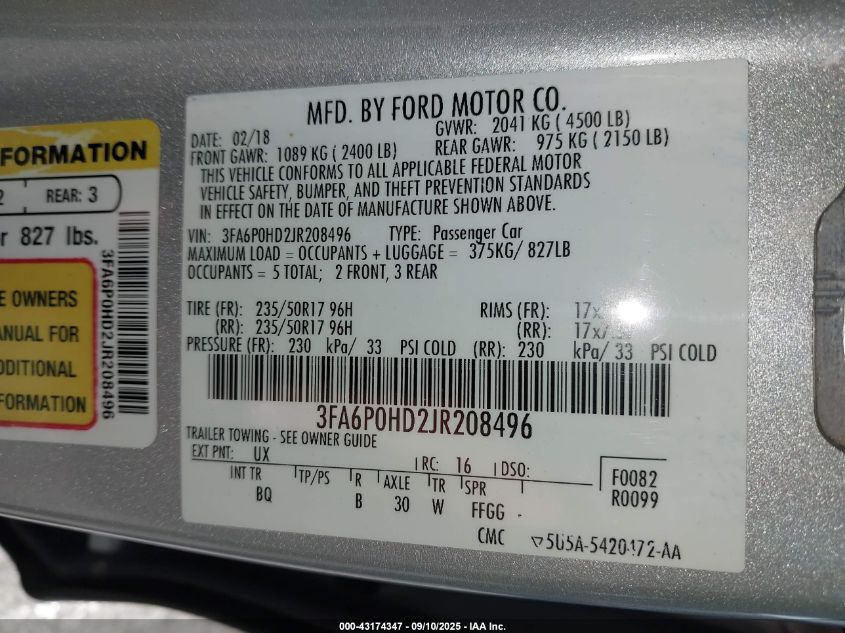 FORMATION
2 REAR: 3
r 827 lbs.
E OWNERS
ANUAL FOR
DDITIONAL
FORMATION
3FA6P0HD2JR208496
MFD. BY FORD MOTOR CO.
DATE: 02/18 GVWR: 2041 KG ( 4500 LB)
FRONT GAWR: 1089 KG ( 2400 LB) REAR GAWR: 975 KG ( 2150 LB)
THIS VEHICLE CONFORMS TO ALL APPLICABLE FEDERAL MOTOR
VEHICLE SAFETY, BUMPER, AND THEFT PREVENTION STANDARDS
IN EFFECT ON THE DATE OF MANUFACTURE SHOWN ABOVE.
VIN: 3FA6P0HD2JR208496 TYPE: Passenger Car
MAXIMUM LOAD = OCCUPANTS + LUGGAGE = 375KG/ 827LB
OCCUPANTS = 5 TOTAL; 2 FRONT, 3 REAR
TIRE (FR): 235/50R17 96H RIMS (FR): 17x
(RR): 235/50R17 96H (RR): 17x
PRESSURE (FR): 230 kPa/ 33 PSI COLD (RR): 230 kPa/ 33 PSI COLD
3FA6P0HD2JR208496
TRAILER TOWING - SEE OWNER GUIDE
EXT PNT: UX RC: 16 DSO: F0082
INT TR TP/PS R AXLE TR SPR R0099
BQ B 30 W FFGG -
CMC 5U5A-5420472-AA
000-43174347 - 09/10/2025 - IAA Inc.